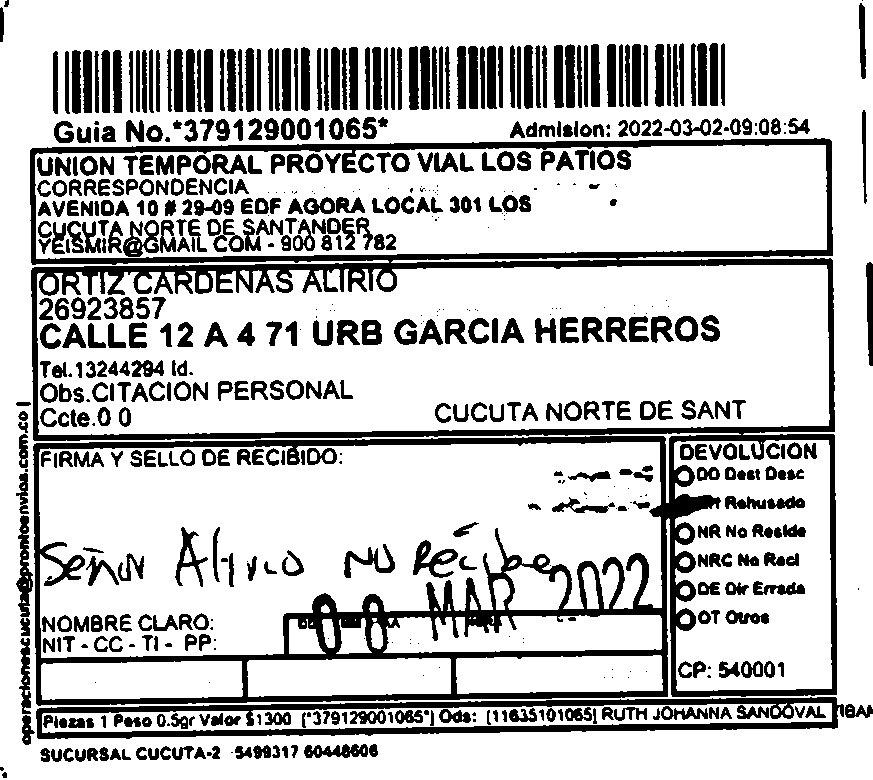 Guia No.*379129001065*
Admision: 2022-03-02-09:08:54
UNION TEMPORAL PROYECTO VIAL LOS PATIOS
CORRESPONDENCIA
AVENIDA 10 # 29-09 EDF AGORA LOCAL 301 LOS
CUCUTA NORTE DE SANTANDER
YEISMIR@GMAIL COM - 900 812 782
ORTIZ CARDENAS ALIRIO
26923857
CALLE 12 A 4 71 URB GARCIA HERREROS
Tel.13244294 Id.
Obs.CITACION PERSONAL
Ccte.0 0
CUCUTA NORTE DE SANT
FIRMA Y SELLO DE RECIBIDO:
Señor Alirio no Recibe
08 MAR 2022
NOMBRE CLARO:
NIT - CC - TI - PP:
DEVOLUCION
DD Dest Desc
Rehusado
NR No Reside
NRC No Recl
DE Dir Errada
OT Otros
CP: 540001
Piezas 1 Peso 0.5gr Valor $1300 [*379129001065*] Ods: [11635101065] RUTH JOHANNA SANDOVAL
SUCURSAL CUCUTA-2 5499317 60448606
operacionescucuta@prontoenvios.com.co |